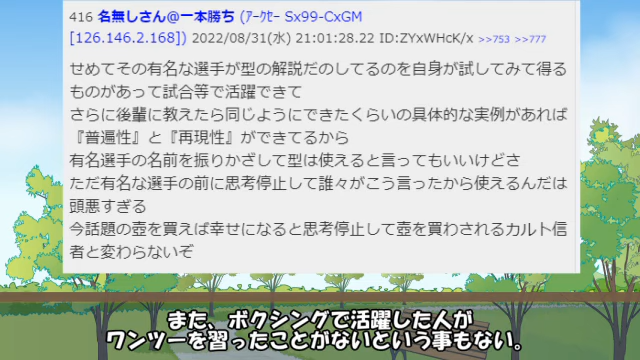 416 名無しさん@一本勝ち (ｱｰｸｾｰ Sx99-CxGM
[126.146.2.168]) 2022/08/31(水) 21:01:28.22 ID:ZYxWHcK/x >>753 >>777
せめてその有名な選手が型の解説だのしてるのを自身が試してみて得る
ものがあって試合等で活躍できて
さらに後輩に教えたら同じようにできたくらいの具体的な実例があれば
『普遍性』と『再現性』ができてるから
有名選手の名前を振りかざして型は使えると言ってもいいけどさ
ただ有名な選手の前に思考停止して誰々がこう言ったから使えるんだは
頭悪すぎる
今話題の壺を買えば幸せになると思考停止して壺を買わされるカルト信
者と変わらないぞ
また、ボクシングで活躍した人が
ワンツーを習ったことがないという事もない。